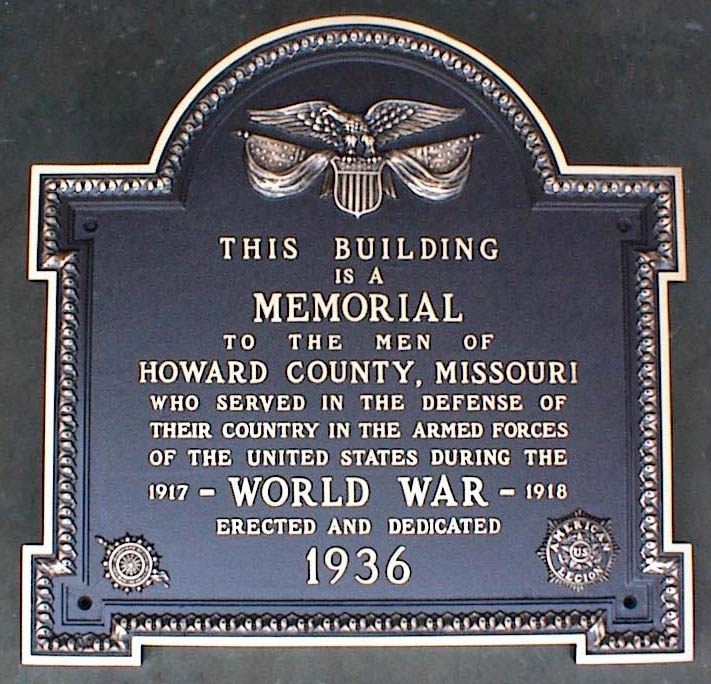 THIS BUILDING
IS A
MEMORIAL
TO THE MEN OF
HOWARD COUNTY, MISSOURI
WHO SERVED IN THE DEFENSE OF
THEIR COUNTRY IN THE ARMED FORCES
OF THE UNITED STATES DURING THE
1917 - WORLD WAR - 1918
ERECTED AND DEDICATED
1936
AMERICAN
US
LEGION